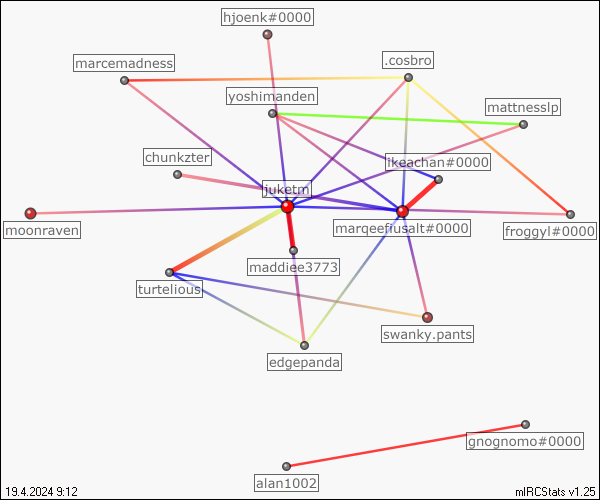 hjoenk#0000
marcemadness
.cosbro
yoshimanden
mattnesslp
chunkzter
ikeachan#0000
juketm
moonraven
marqeeflusalt#0000
froggyl#0000
maddiee3773
turtelious
swanky.pants
edgepanda
gnognomo#0000
alan1002
19.4.2024 9:12
mIRCStats v1.25